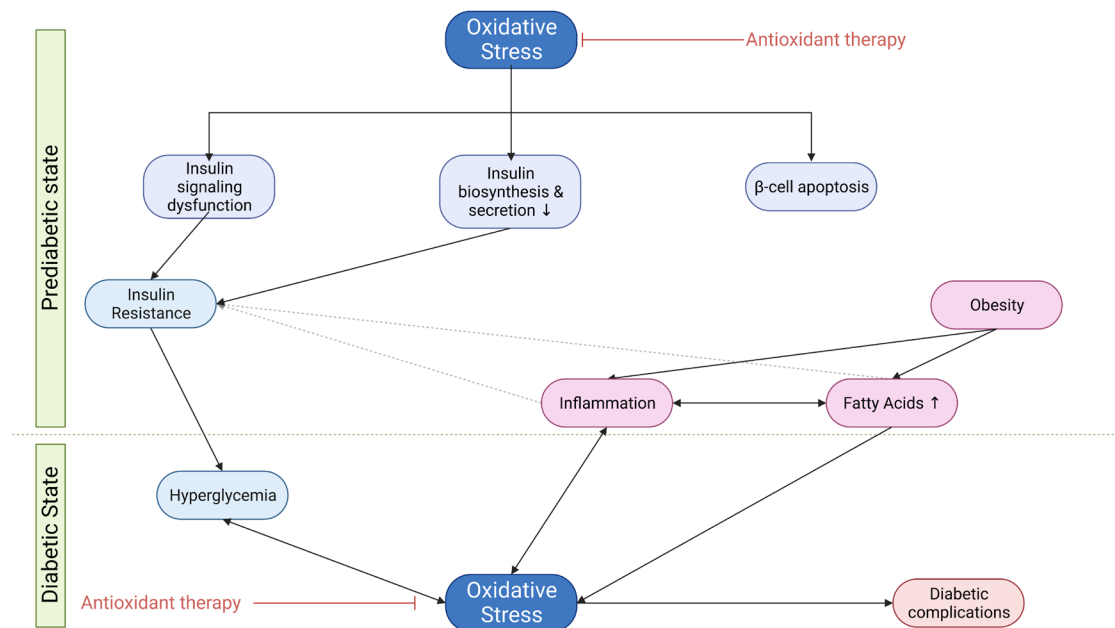 Oxidative
Stress
Antioxidant therapy
Prediabetic state
Insulin
signaling
dysfunction
Insulin
biosynthesis &
secretion ↓
β-cell apoptosis
Insulin
Resistance
Obesity
Inflammation
Fatty Acids ↑
Diabetic State
Hyperglycemia
Oxidative
Stress
Antioxidant therapy
Diabetic
complications